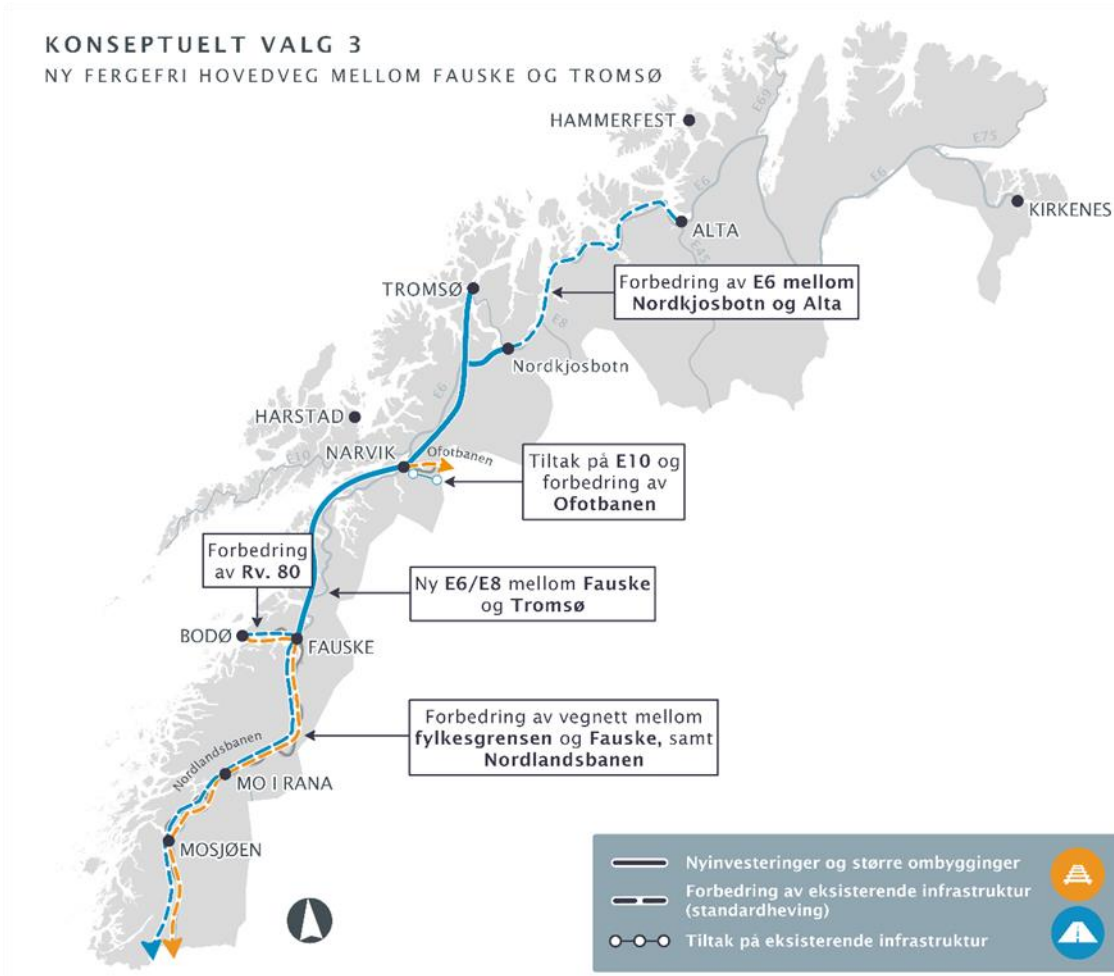 KONSEPTUELT VALG 3
NY FERGEFRI HOVEDVEG MELLOM FAUSKE OG TROMSØ
HAMMERFEST
E69
E75
E6
E6
KIRKENES
ALTA
E45
TROMSØ
Forbedring av E6 mellom
Nordkjosbotn og Alta
E8
Nordkjosbotn
E6
HARSTAD
NARVIK
Ofotbanen
E10
Tiltak på E10 og
forbedring av
Ofotbanen
Forbedring
av Rv. 80
Ny E6/E8 mellom Fauske
og Tromsø
BODØ
FAUSKE
Forbedring av vegnett mellom
fylkesgrensen og Fauske, samt
Nordlandsbanen
Nordlandsbanen
MO I RANA
MOSJØEN
Nyinvesteringer og større ombygginger
Forbedring av eksisterende infrastruktur
(standardheving)
Tiltak på eksisterende infrastruktur